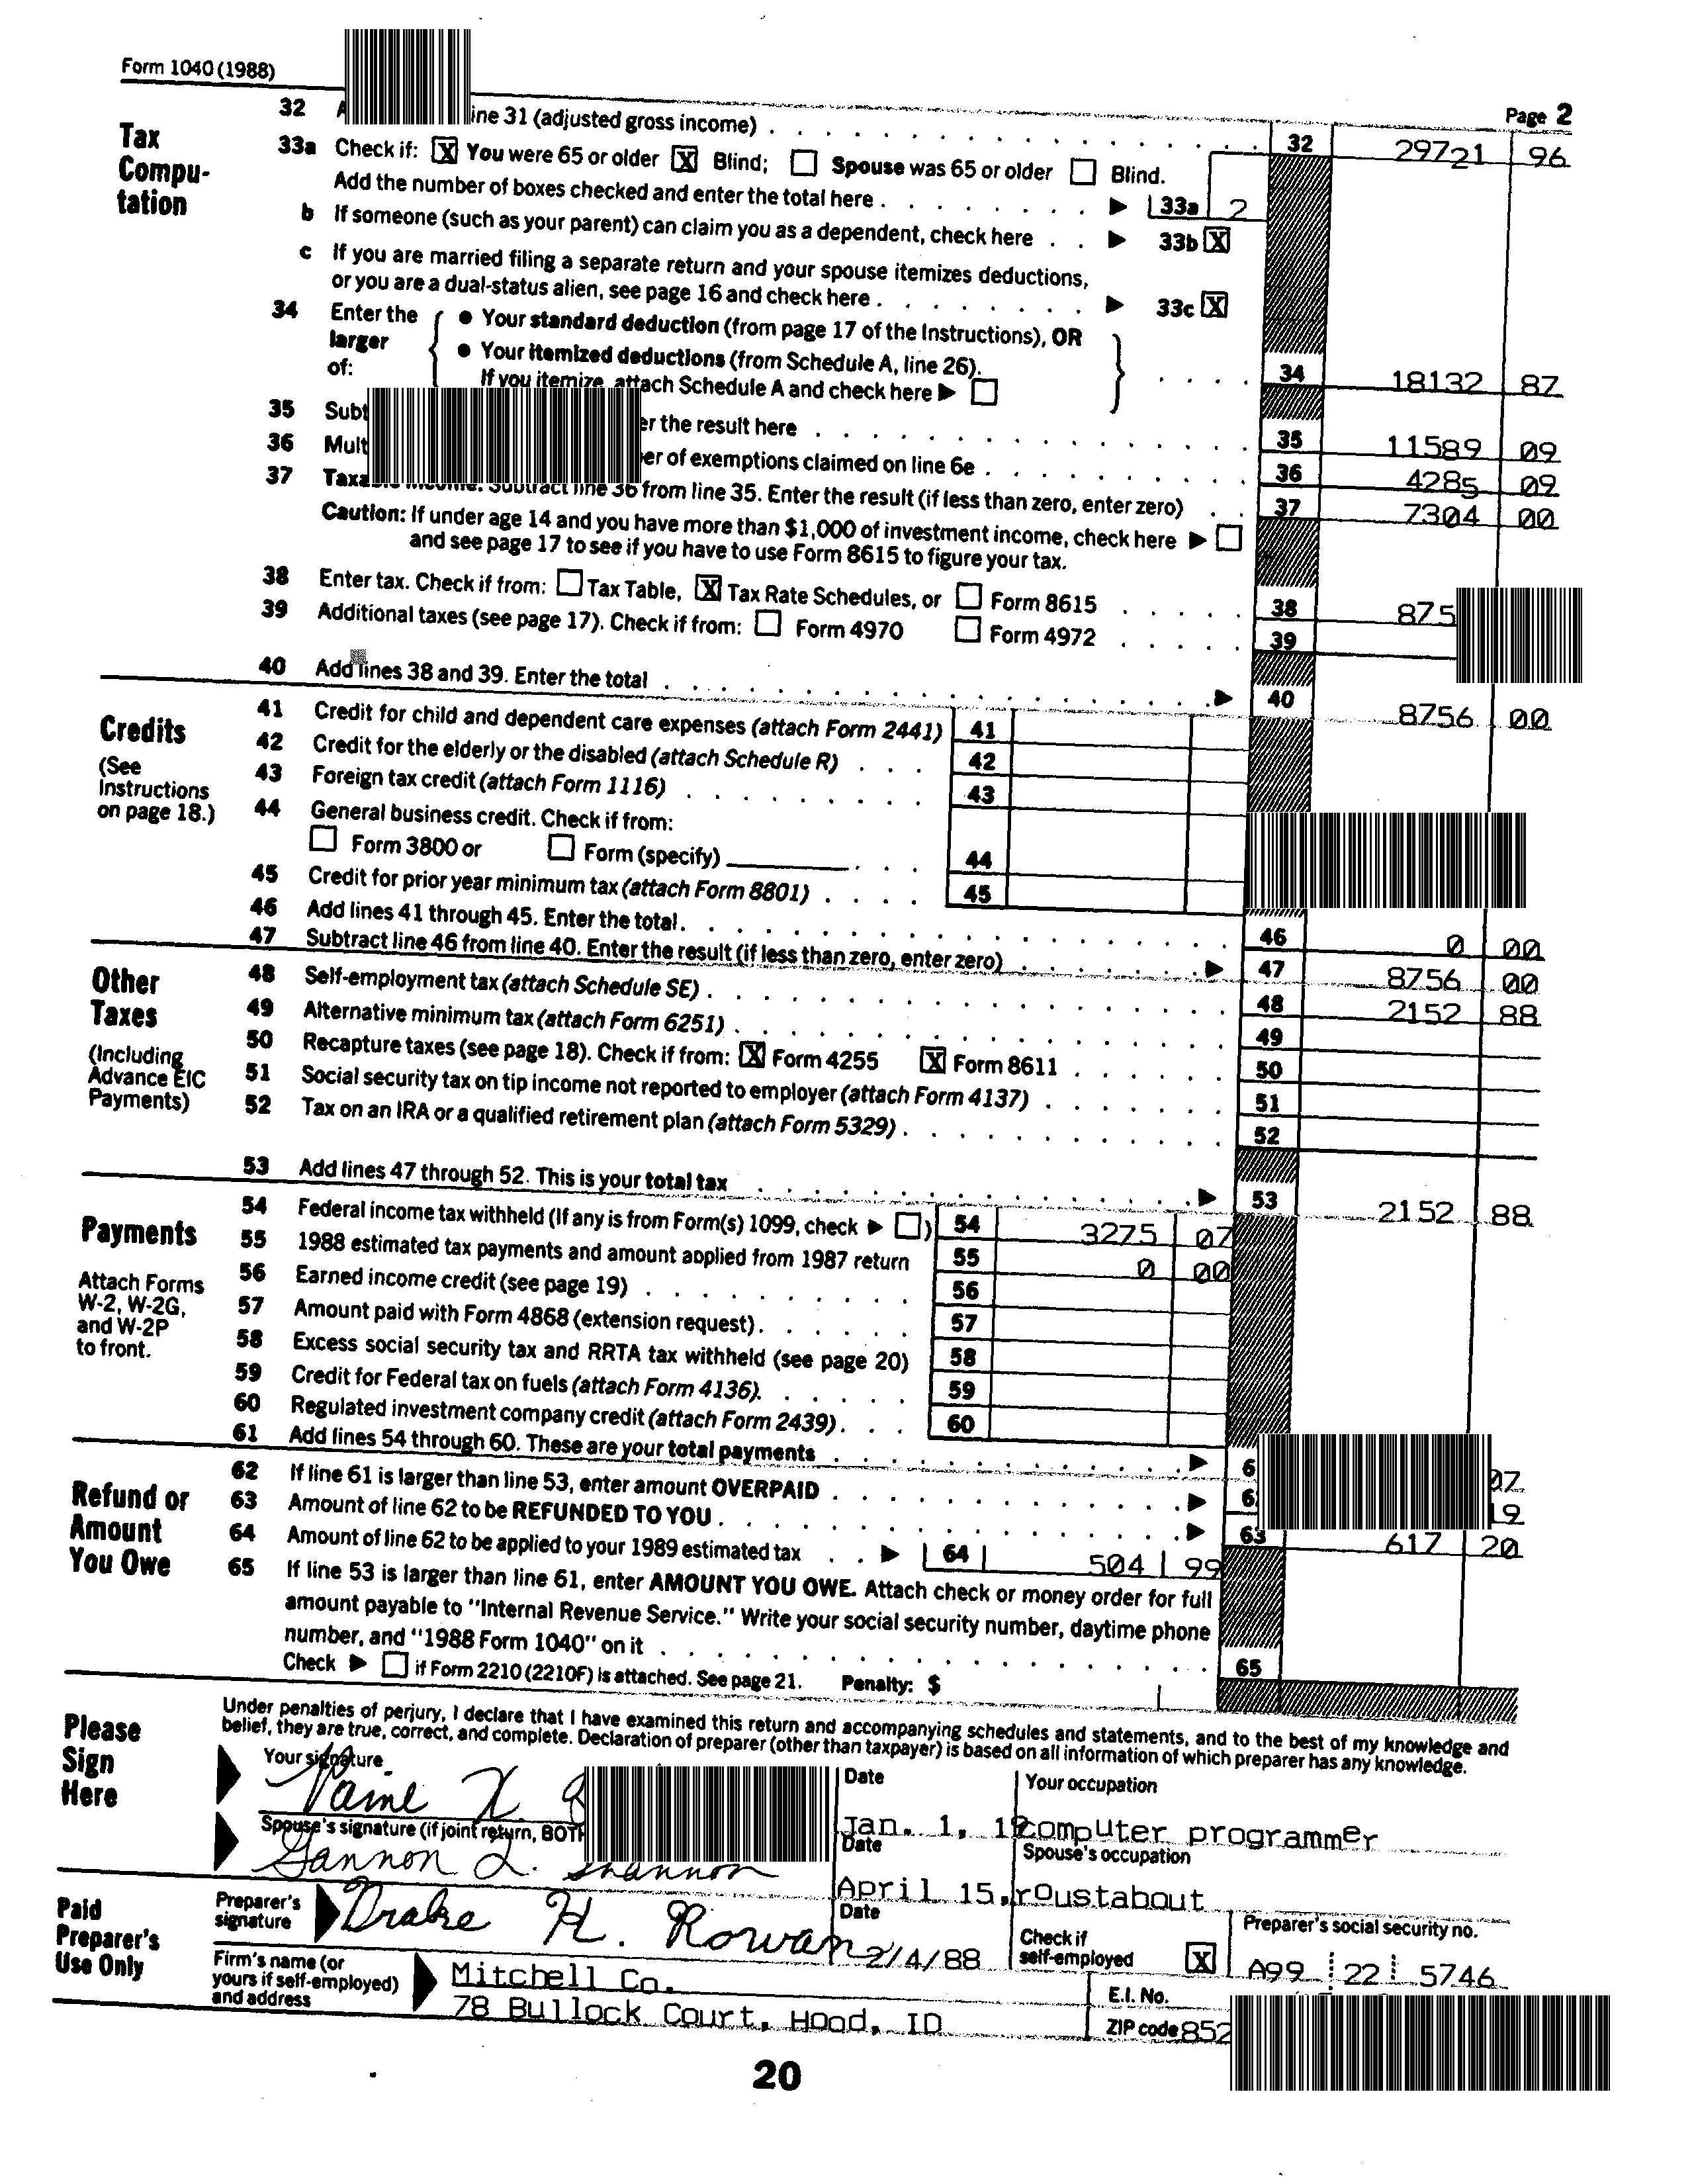 Form 1040 (1988)
Page 2
Tax Compu-tation
32 ine 31 (adjusted gross income) 32 29721 96
33a Check if: [X] You were 65 or older [X] Blind; [ ] Spouse was 65 or older [ ] Blind.
Add the number of boxes checked and enter the total here ▶ 33a 2
b If someone (such as your parent) can claim you as a dependent, check here ▶ 33b [X]
c If you are married filing a separate return and your spouse itemizes deductions,
or you are a dual-status alien, see page 16 and check here ▶ 33c [X]
34 Enter the larger of:
● Your standard deduction (from page 17 of the Instructions), OR
● Your itemized deductions (from Schedule A, line 26).
If you itemize, attach Schedule A and check here ▶ [ ] 34 18132 87
35 the result here 35 11589 09
36 of exemptions claimed on line 6e 36 4285 09
37 Subtract line 36 from line 35. Enter the result (if less than zero, enter zero) 37 7304 00
Caution: If under age 14 and you have more than $1,000 of investment income, check here ▶ [ ]
and see page 17 to see if you have to use Form 8615 to figure your tax.
38 Enter tax. Check if from: [ ] Tax Table, [X] Tax Rate Schedules, or [ ] Form 8615 38 875
39 Additional taxes (see page 17). Check if from: [ ] Form 4970 [ ] Form 4972 39
40 Add lines 38 and 39. Enter the total ▶ 40 8756 00
Credits
(See Instructions on page 18.)
41 Credit for child and dependent care expenses (attach Form 2441) 41
42 Credit for the elderly or the disabled (attach Schedule R) 42
43 Foreign tax credit (attach Form 1116) 43
44 General business credit. Check if from:
[ ] Form 3800 or [ ] Form (specify) 44
45 Credit for prior year minimum tax (attach Form 8801) 45
46 Add lines 41 through 45. Enter the total. 46 0 00
47 Subtract line 46 from line 40. Enter the result (if less than zero, enter zero) ▶ 47 8756 00
Other Taxes
(Including Advance EIC Payments)
48 Self-employment tax (attach Schedule SE) 48 2152 88
49 Alternative minimum tax (attach Form 6251) 49
50 Recapture taxes (see page 18). Check if from: [X] Form 4255 [X] Form 8611 50
51 Social security tax on tip income not reported to employer (attach Form 4137) 51
52 Tax on an IRA or a qualified retirement plan (attach Form 5329) 52
53 Add lines 47 through 52. This is your total tax ▶ 53 2152 88
Payments
Attach Forms W-2, W-2G, and W-2P to front.
54 Federal income tax withheld (If any is from Form(s) 1099, check ▶ [ ]) 54 3275 07
55 1988 estimated tax payments and amount applied from 1987 return 55 0 00
56 Earned income credit (see page 19) 56
57 Amount paid with Form 4868 (extension request) 57
58 Excess social security tax and RRTA tax withheld (see page 20) 58
59 Credit for Federal tax on fuels (attach Form 4136). 59
60 Regulated investment company credit (attach Form 2439) 60
61 Add lines 54 through 60. These are your total payments ▶ 07
Refund or Amount You Owe
62 If line 61 is larger than line 53, enter amount OVERPAID ▶ 19
63 Amount of line 62 to be REFUNDED TO YOU ▶ 63 617 20
64 Amount of line 62 to be applied to your 1989 estimated tax ▶ 64 504 99
65 If line 53 is larger than line 61, enter AMOUNT YOU OWE. Attach check or money order for full
amount payable to "Internal Revenue Service." Write your social security number, daytime phone
number, and "1988 Form 1040" on it 65
Check ▶ [ ] if Form 2210 (2210F) is attached. See page 21. Penalty: $
Please Sign Here
Under penalties of perjury, I declare that I have examined this return and accompanying schedules and statements, and to the best of my knowledge and
belief, they are true, correct, and complete. Declaration of preparer (other than taxpayer) is based on all information of which preparer has any knowledge.
Your signature Date Your occupation
X. Jan. 1, 19 computer programmer
Spouse's signature (if joint return, Date Spouse's occupation
Gannon L. Shannon April 15, roustabout
Paid Preparer's Use Only
Preparer's signature Drake H. Rowan Date 2/4/88 Check if self-employed [X] Preparer's social security no. A99 22 5746
Firm's name (or yours if self-employed) and address Mitchell Co. E.I. No.
78 Bullock Court, Hood, ID ZIP code 852
20